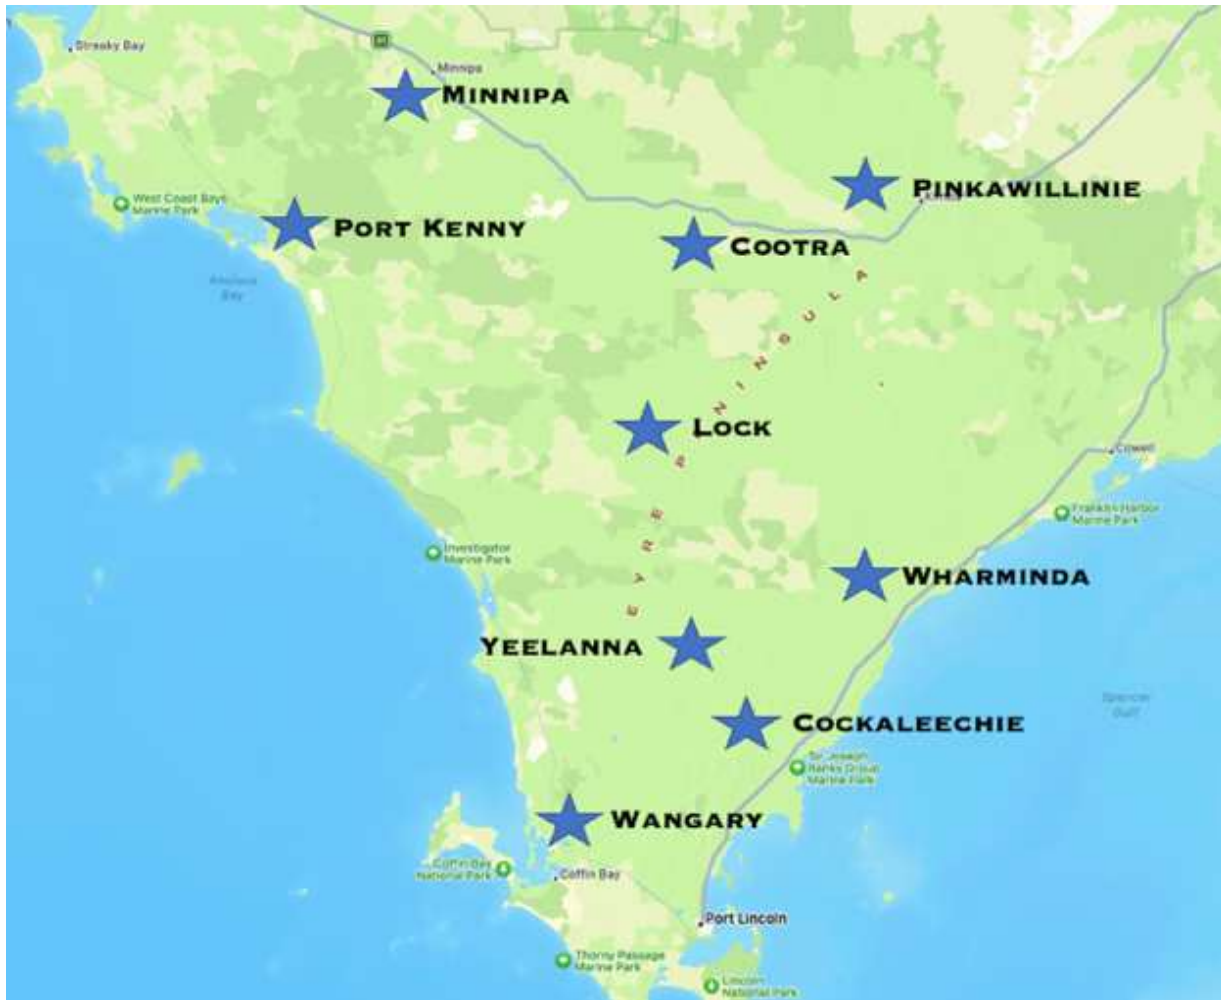 Streaky Bay
Minnipa
MINNIPA
West Coast Bays
Marine Park
PINKAWILLINIE
PORT KENNY
COOTRA
Bay
EYRE PENINSULA
LOCK
Cowell
Franklin Harbor
Marine Park
Investigator
Marine Park
WHARMINDA
YEELANNA
COCKALEECHIE
Spencer
Gulf
Sir Joseph
Banks Group
Marine Park
WANGARY
Coffin Bay
National Park
Coffin Bay
Port Lincoln
Thorny Passage
Marine Park
Lincoln
National Park